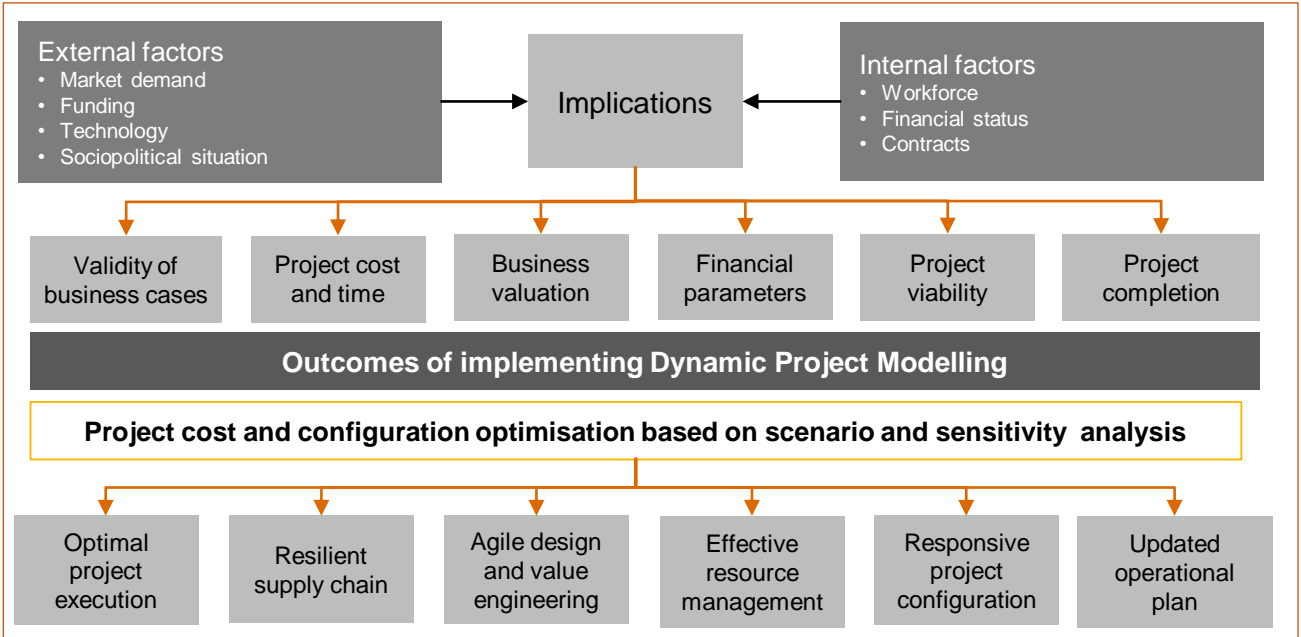 External factors
• Market demand
• Funding
• Technology
• Sociopolitical situation
Implications
Internal factors
• Workforce
• Financial status
• Contracts
Validity of
business cases
Project cost
and time
Business
valuation
Financial
parameters
Project
viability
Project
completion
Outcomes of implementing Dynamic Project Modelling
Project cost and configuration optimisation based on scenario and sensitivity analysis
Optimal
project
execution
Resilient
supply chain
Agile design
and value
engineering
Effective
resource
management
Responsive
project
configuration
Updated
operational
plan